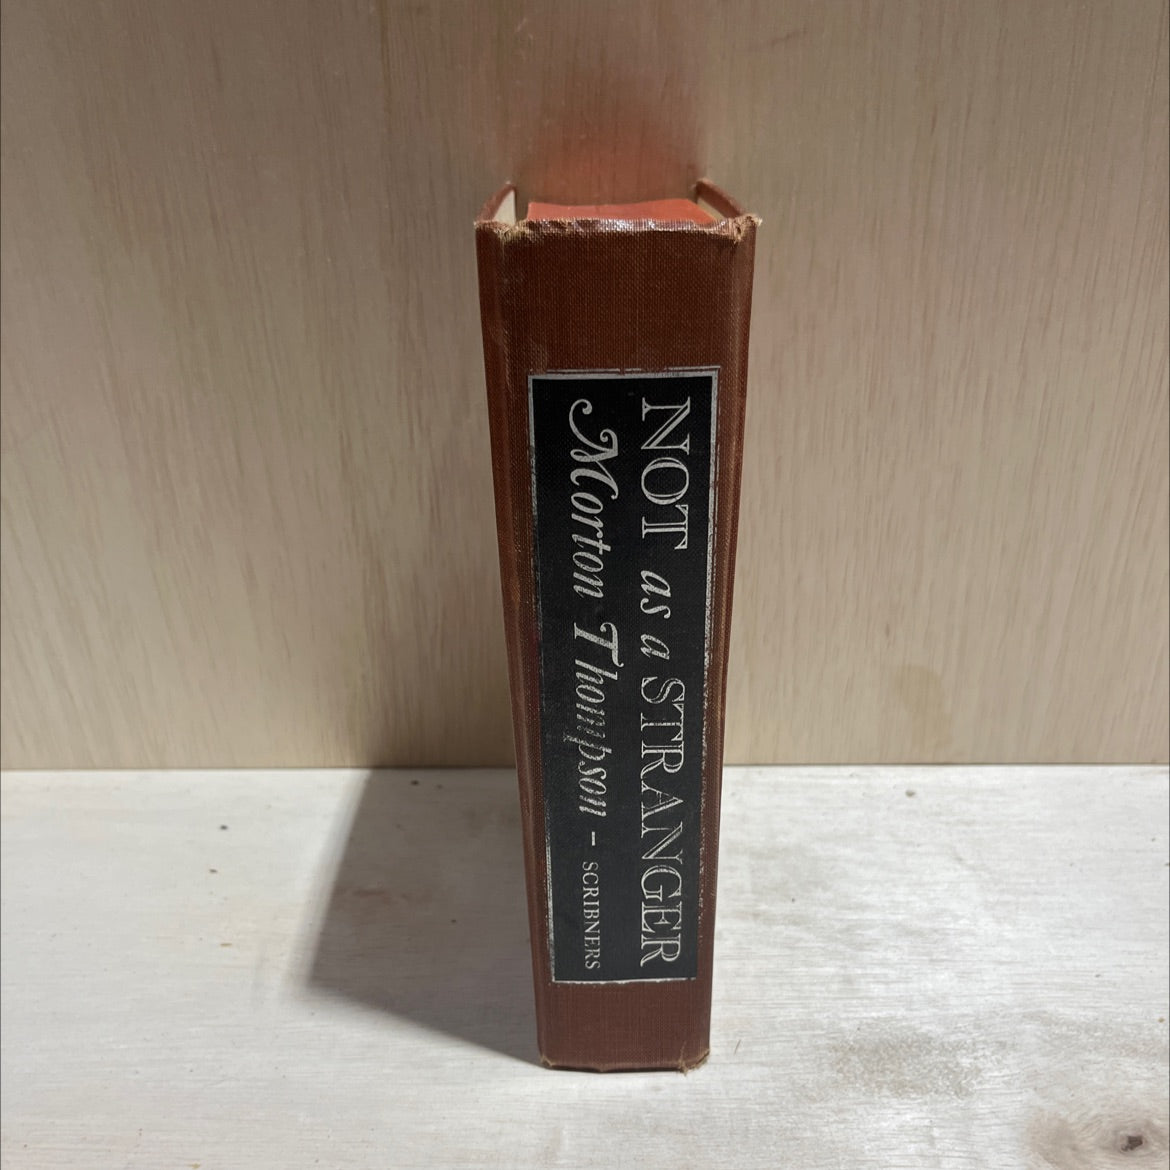 NOT as a STRANGER
Morton Thompson - SCRIBNERS